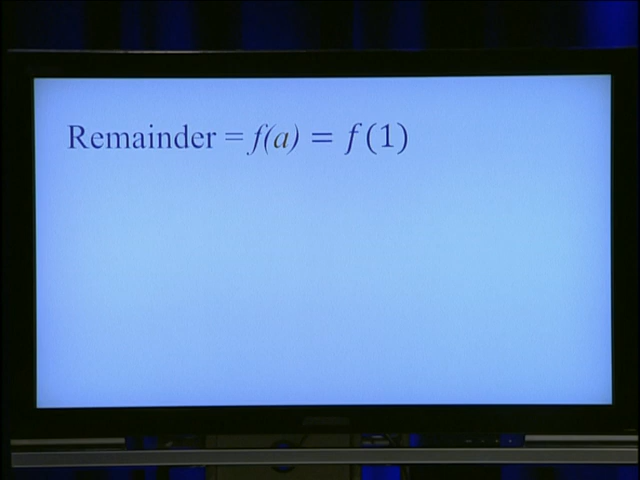 Remainder = f(a) = f(1)